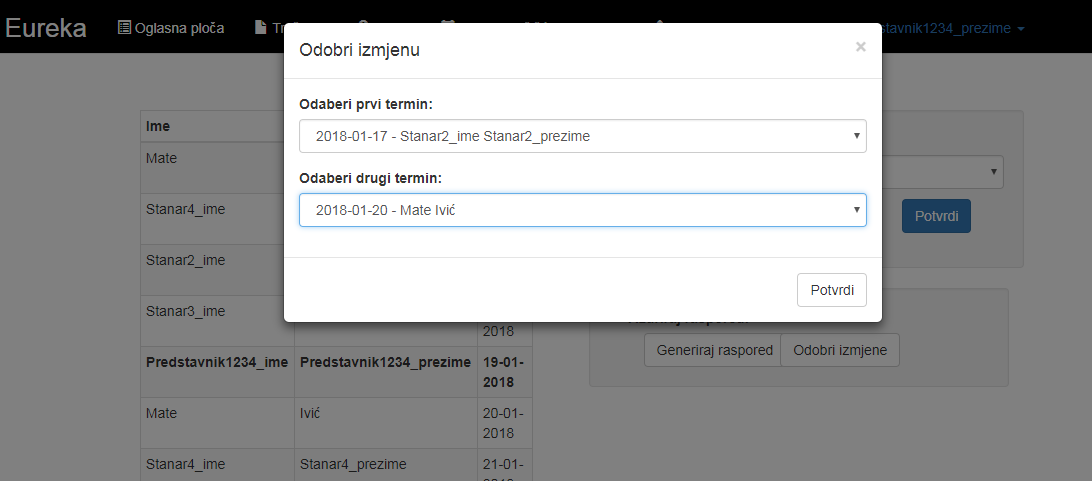 Eureka
Oglasna ploča
stavnik1234_prezime
Odobri izmjenu
×
Odaberi prvi termin:
2018-01-17 - Stanar2_ime Stanar2_prezime
Odaberi drugi termin:
2018-01-20 - Mate Ivić
Potvrdi
Ime
Mate
Stanar4_ime
Stanar2_ime
Stanar3_ime
2018
Predstavnik1234_ime Predstavnik1234_prezime 19-01-
2018
Mate Ivić 20-01-
2018
Stanar4_ime Stanar4_prezime 21-01-
Potvrdi
Generiraj raspored Odobri izmjene